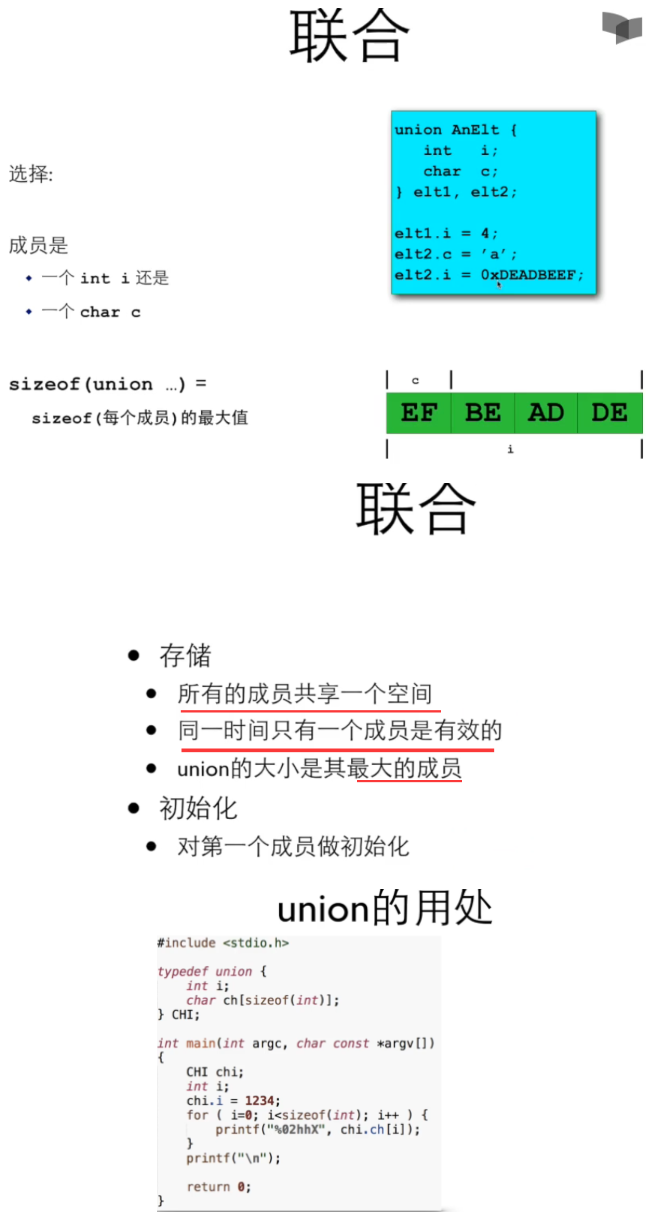 联合
选择:
成员是
一个 int i 还是
一个 char c
sizeof(union …) =
sizeof(每个成员)的最大值
union AnElt {
int i;
char c;
} elt1, elt2;
elt1.i = 4;
elt2.c = ’a’;
elt2.i = 0xDEADBEEF;
c
EF BE AD DE
i
联合
存储
所有的成员共享一个空间
同一时间只有一个成员是有效的
union的大小是其最大的成员
初始化
对第一个成员做初始化
union的用处
#include <stdio.h>
typedef union {
int i;
char ch[sizeof(int)];
} CHI;
int main(int argc, char const *argv[])
{
CHI chi;
int i;
chi.i = 1234;
for ( i=0; i<sizeof(int); i++ ) {
printf("%02hhX", chi.ch[i]);
}
printf("\n");
return 0;
}